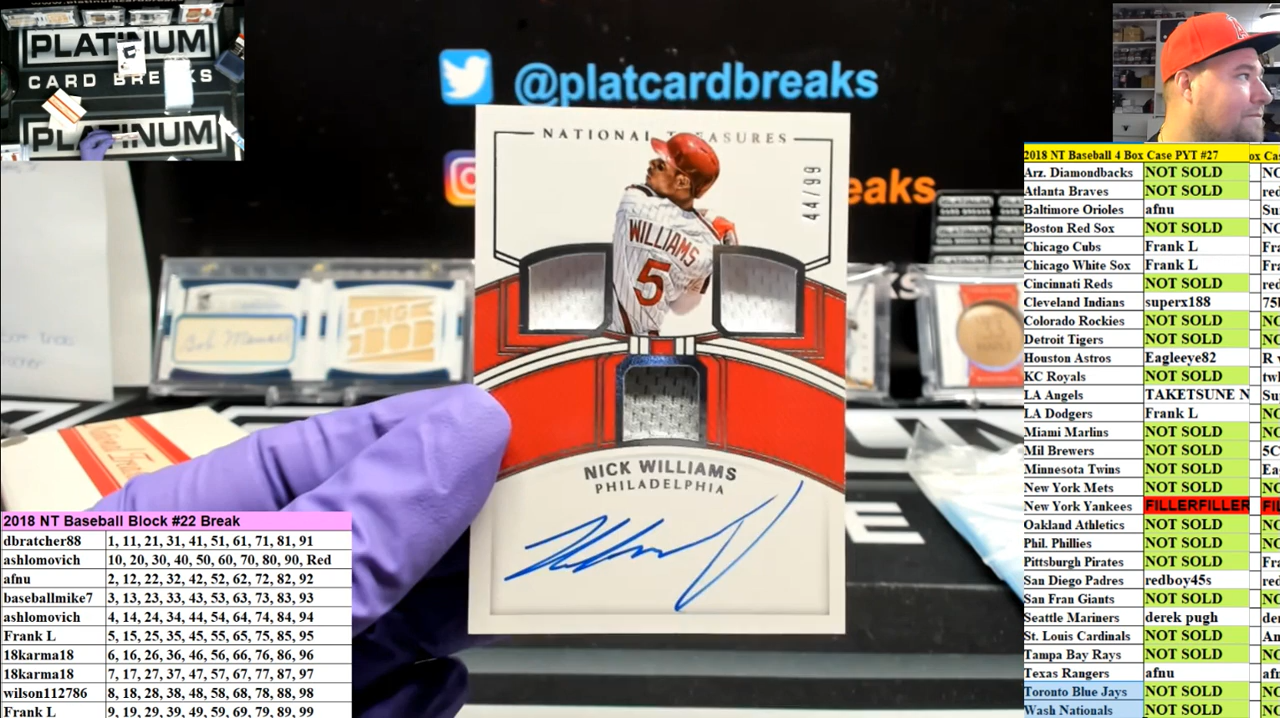 PLATINUM
CARD BREAKS
PLATINUM
@platcardbreaks
NATIONAL TREASURES
44/99
WILLIAMS
5
NICK WILLIAMS
PHILADELPHIA
2018 NT Baseball Block #22 Break
dbratcher88 1, 11, 21, 31, 41, 51, 61, 71, 81, 91
ashlomovich 10, 20, 30, 40, 50, 60, 70, 80, 90, Red
afnu 2, 12, 22, 32, 42, 52, 62, 72, 82, 92
baseballmike7 3, 13, 23, 33, 43, 53, 63, 73, 83, 93
ashlomovich 4, 14, 24, 34, 44, 54, 64, 74, 84, 94
Frank L 5, 15, 25, 35, 45, 55, 65, 75, 85, 95
18karma18 6, 16, 26, 36, 46, 56, 66, 76, 86, 96
18karma18 7, 17, 27, 37, 47, 57, 67, 77, 87, 97
wilson112786 8, 18, 28, 38, 48, 58, 68, 78, 88, 98
Frank L 9, 19, 29, 39, 49, 59, 69, 79, 89, 99
2018 NT Baseball 4 Box Case PYT #27
Arz. Diamondbacks NOT SOLD
Atlanta Braves NOT SOLD
Baltimore Orioles afnu
Boston Red Sox NOT SOLD
Chicago Cubs Frank L
Chicago White Sox Frank L
Cincinnati Reds NOT SOLD
Cleveland Indians superx188
Colorado Rockies NOT SOLD
Detroit Tigers NOT SOLD
Houston Astros Eagleeye82
KC Royals NOT SOLD
LA Angels TAKETSUNE N
LA Dodgers Frank L
Miami Marlins NOT SOLD
Mil Brewers NOT SOLD
Minnesota Twins NOT SOLD
New York Mets NOT SOLD
New York Yankees FILLERFILLER
Oakland Athletics NOT SOLD
Phil. Phillies NOT SOLD
Pittsburgh Pirates NOT SOLD
San Diego Padres redboy45s
San Fran Giants NOT SOLD
Seattle Mariners derek pugh
St. Louis Cardinals NOT SOLD
Tampa Bay Rays NOT SOLD
Texas Rangers afnu
Toronto Blue Jays NOT SOLD
Wash Nationals NOT SOLD